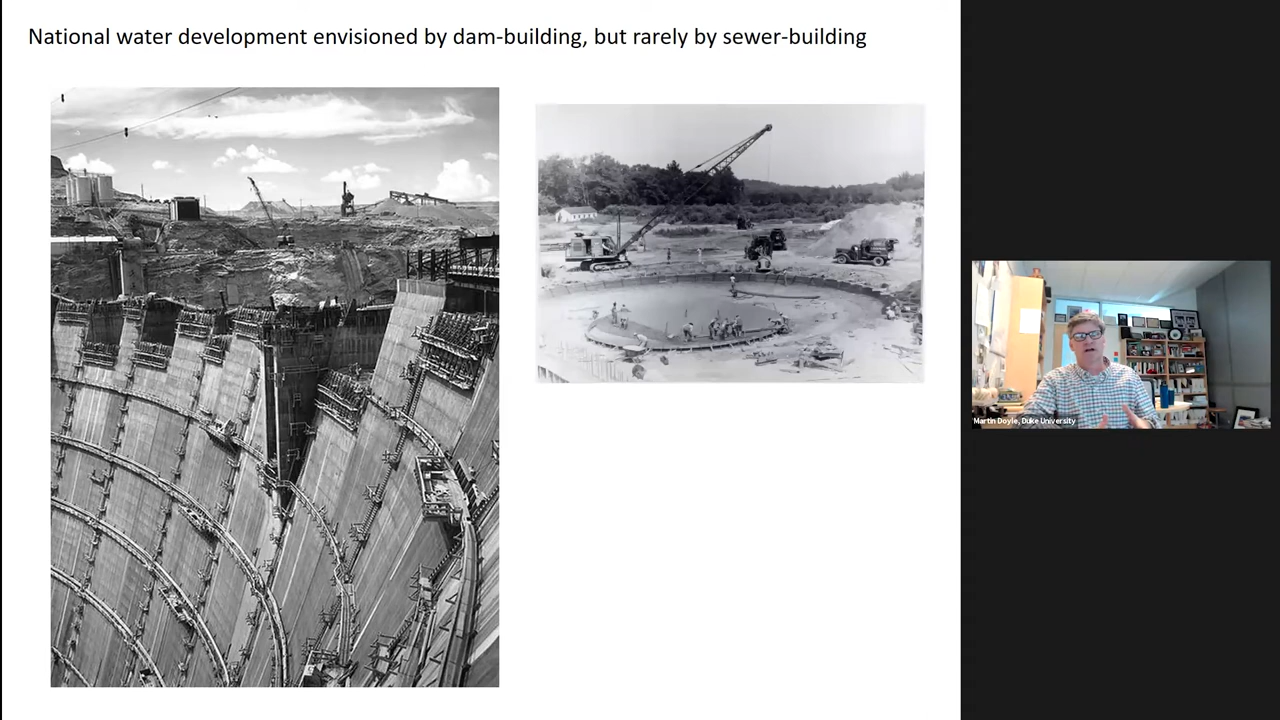 National water development envisioned by dam-building, but rarely by sewer-building
Martin Doyle, Duke University